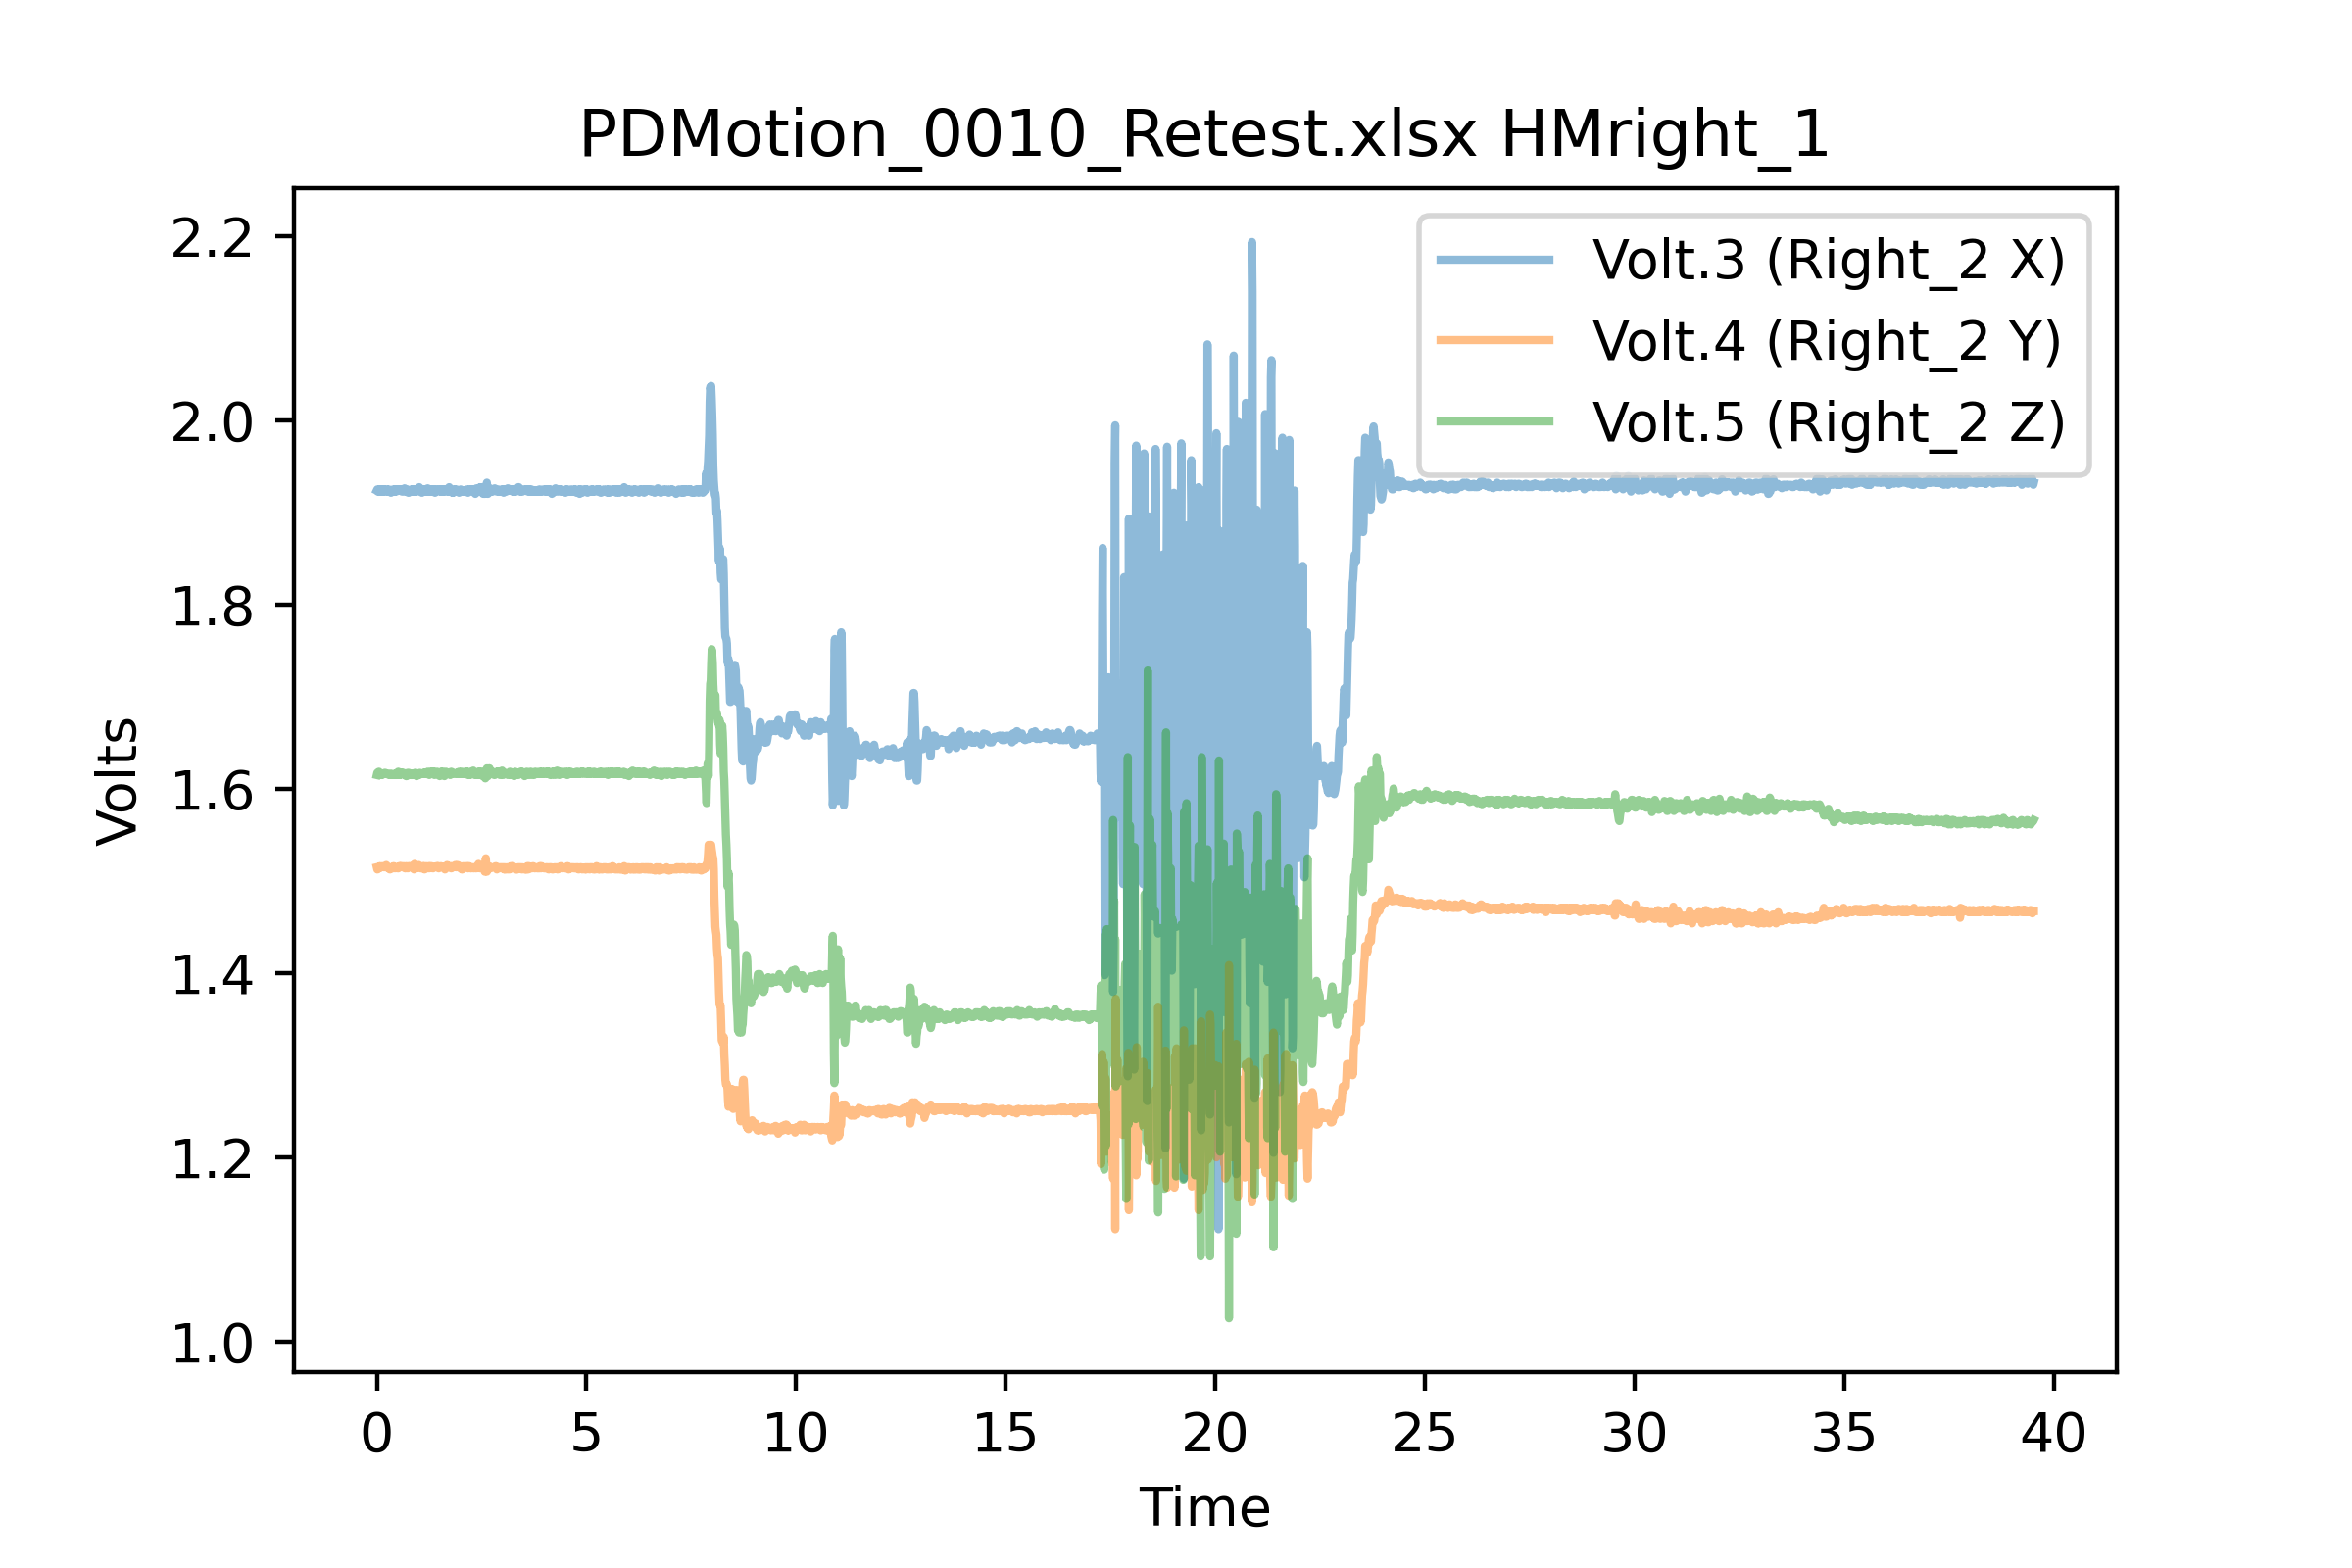 PDMotion_0010_Retest.xlsx HMright_1
Volt.3 (Right_2 X)
Volt.4 (Right_2 Y)
Volt.5 (Right_2 Z)
Volts
2.2
2.0
1.8
1.6
1.4
1.2
1.0
0 5 10 15 20 25 30 35 40
Time